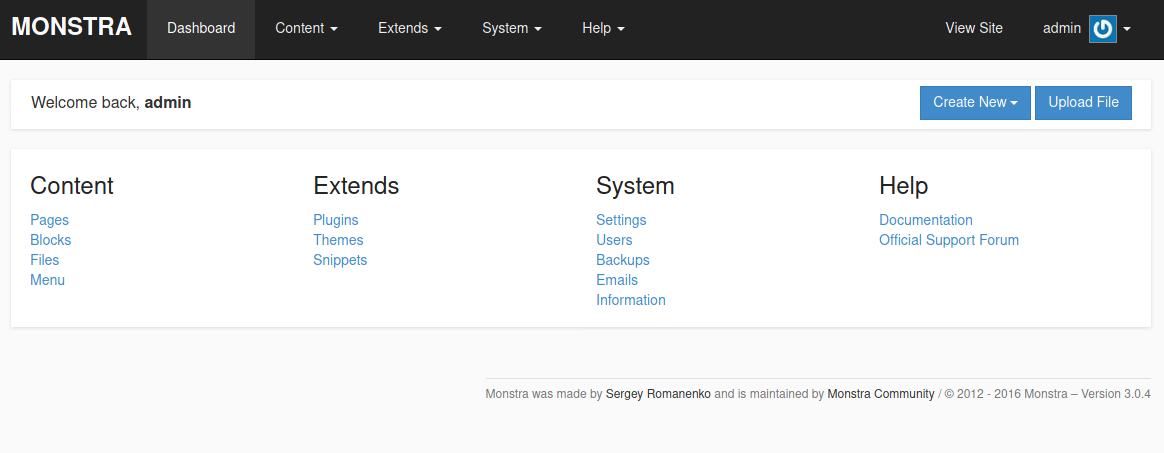 MONSTRA Dashboard Content Extends System Help View Site admin
Welcome back, admin Create New Upload File
Content Extends System Help
Pages Plugins Settings Documentation
Blocks Themes Users Official Support Forum
Files Snippets Backups
Menu Emails
Information
Monstra was made by Sergey Romanenko and is maintained by Monstra Community / © 2012 - 2016 Monstra – Version 3.0.4